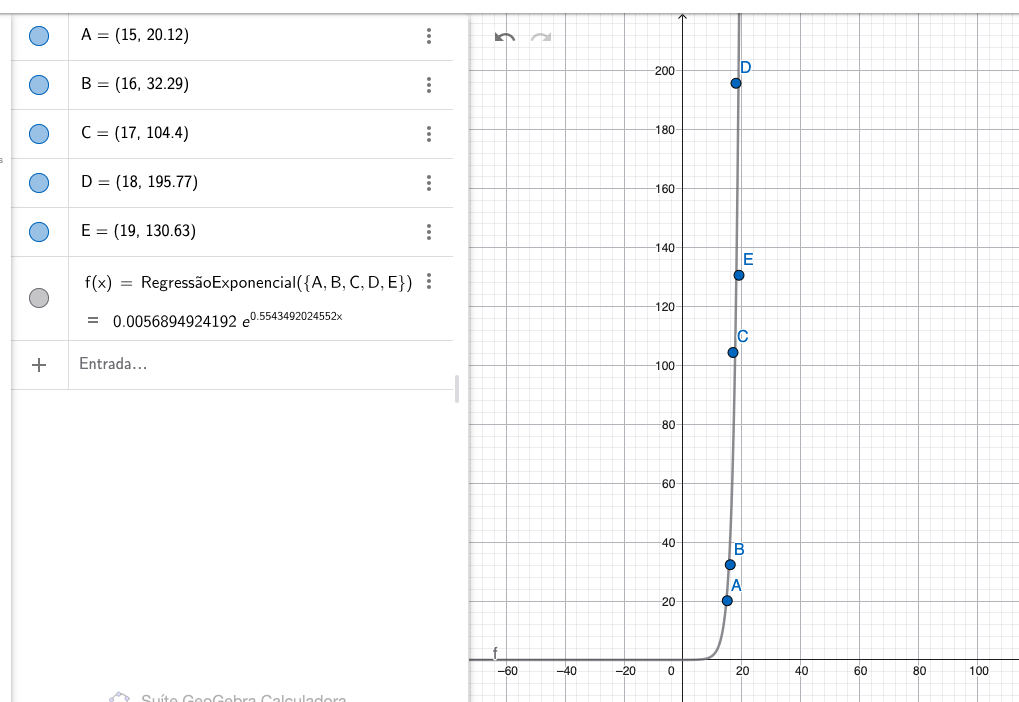 A = (15, 20.12)
B = (16, 32.29)
C = (17, 104.4)
D = (18, 195.77)
E = (19, 130.63)
f(x) = RegressãoExponencial({A, B, C, D, E})
= 0.0056894924192 e^0.5543492024552x
+ Entrada...
Suíte GeoGebra Calculadora
s
200
180
160
140
120
100
80
60
40
20
D
E
C
B
A
f
−60 −40 −20 0 20 40 60 80 100